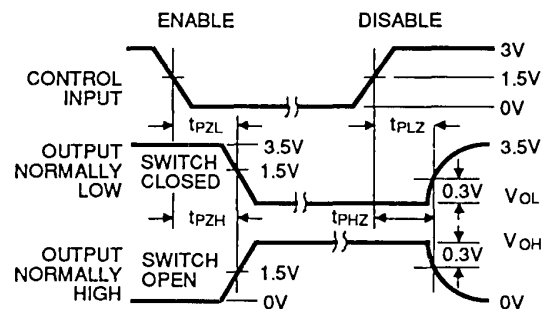 ENABLE DISABLE
CONTROL INPUT
3V
1.5V
0V
tPZL tPLZ
OUTPUT NORMALLY LOW
SWITCH CLOSED
3.5V
1.5V
3.5V
0.3V
VOL
tPZH tPHZ
OUTPUT NORMALLY HIGH
SWITCH OPEN
1.5V
0V
VOH
0.3V
0V